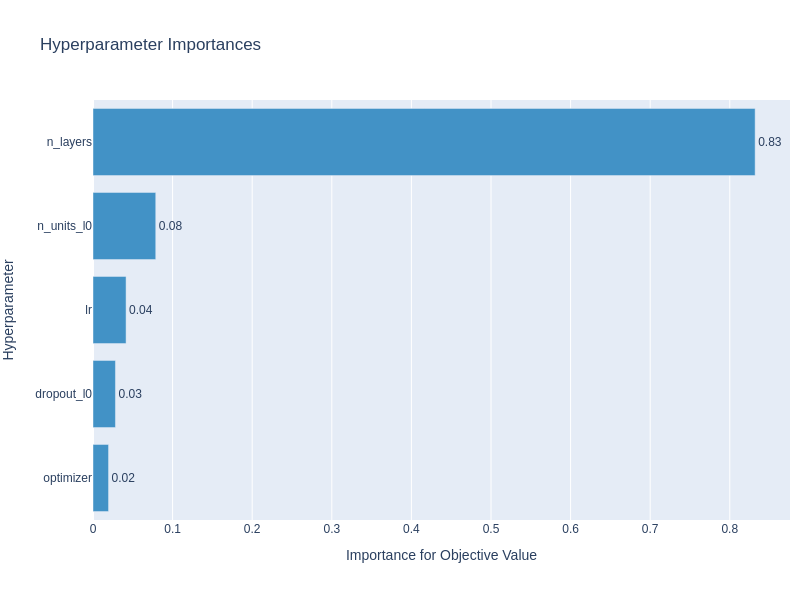 Hyperparameter Importances
n_layers
0.83
n_units_l0
0.08
lr
0.04
dropout_l0
0.03
optimizer
0.02
0 0.1 0.2 0.3 0.4 0.5 0.6 0.7 0.8
Importance for Objective Value
Hyperparameter